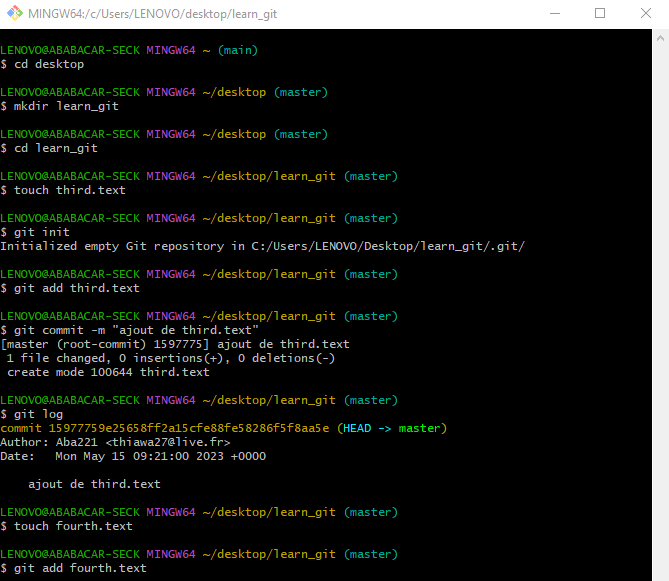 MINGW64:/c/Users/LENOVO/desktop/learn_git
LENOVO@ABABACAR-SECK MINGW64 ~ (main)
$ cd desktop
LENOVO@ABABACAR-SECK MINGW64 ~/desktop (master)
$ mkdir learn_git
LENOVO@ABABACAR-SECK MINGW64 ~/desktop (master)
$ cd learn_git
LENOVO@ABABACAR-SECK MINGW64 ~/desktop/learn_git (master)
$ touch third.text
LENOVO@ABABACAR-SECK MINGW64 ~/desktop/learn_git (master)
$ git init
Initialized empty Git repository in C:/Users/LENOVO/Desktop/learn_git/.git/
LENOVO@ABABACAR-SECK MINGW64 ~/desktop/learn_git (master)
$ git add third.text
LENOVO@ABABACAR-SECK MINGW64 ~/desktop/learn_git (master)
$ git commit -m "ajout de third.text"
[master (root-commit) 1597775] ajout de third.text
 1 file changed, 0 insertions(+), 0 deletions(-)
 create mode 100644 third.text
LENOVO@ABABACAR-SECK MINGW64 ~/desktop/learn_git (master)
$ git log
commit 15977759e25658ff2a15cfe88fe58286f5f8aa5e (HEAD -> master)
Author: Aba221 <thiawa27@live.fr>
Date:   Mon May 15 09:21:00 2023 +0000
    ajout de third.text
LENOVO@ABABACAR-SECK MINGW64 ~/desktop/learn_git (master)
$ touch fourth.text
LENOVO@ABABACAR-SECK MINGW64 ~/desktop/learn_git (master)
$ git add fourth.text